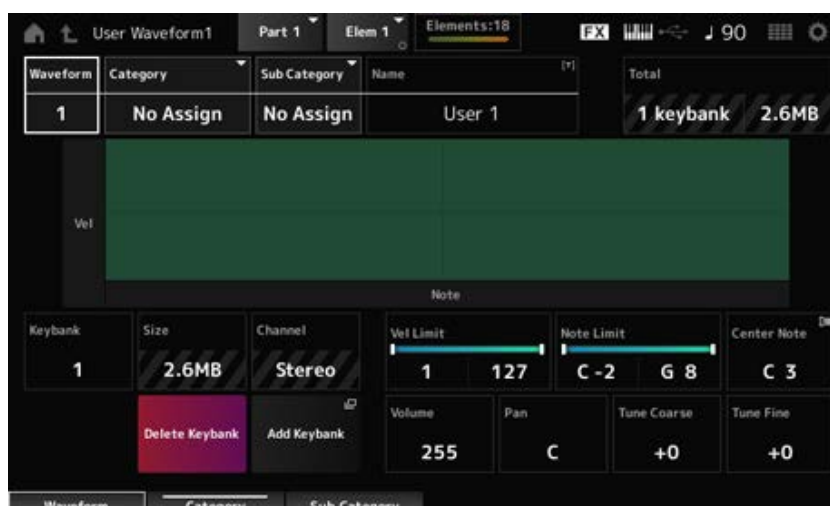 User Waveform1 Part 1 Elem 1 Elements:18 FX ♩ 90
Waveform Category Sub Category Name [▾] Total
1 No Assign No Assign User 1 1 keybank 2.6MB
Vel
Note
Keybank Size Channel Vel Limit Note Limit Center Note
1 2.6MB Stereo 1 127 C -2 G 8 C 3
Delete Keybank Add Keybank Volume Pan Tune Coarse Tune Fine
255 C +0 +0
Waveform Category Sub Category